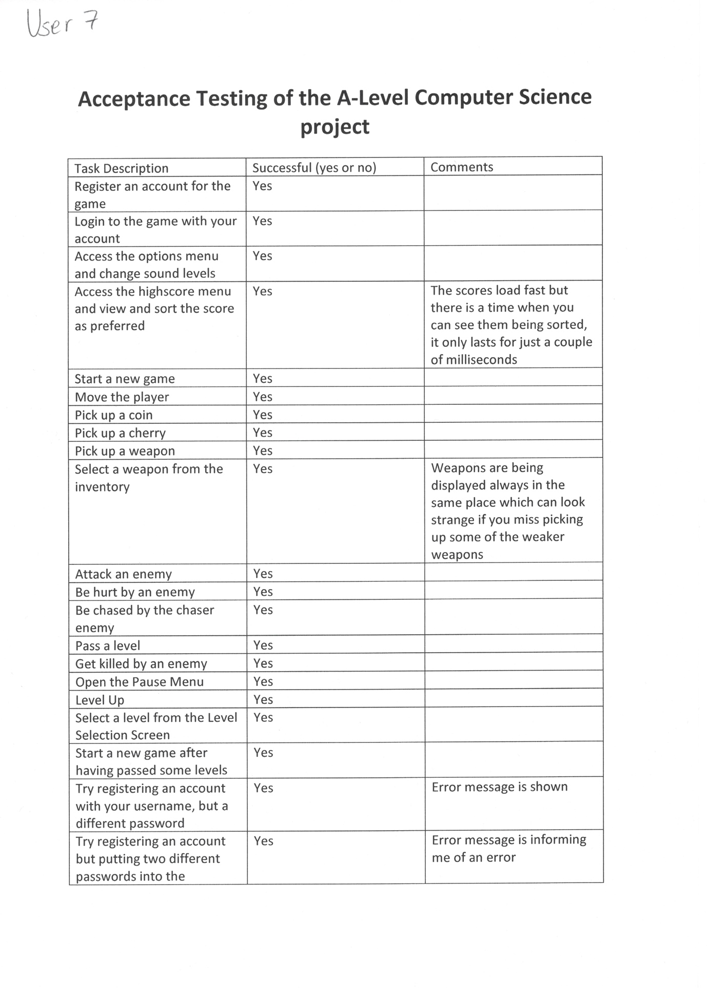 User 7
Acceptance Testing of the A-Level Computer Science
project
Task Description
Successful (yes or no)
Comments
Register an account for the
game
Yes
Login to the game with your
account
Yes
Access the options menu
and change sound levels
Yes
Access the highscore menu
and view and sort the score
as preferred
Yes
The scores load fast but
there is a time when you
can see them being sorted,
it only lasts for just a couple
of milliseconds
Start a new game
Yes
Move the player
Yes
Pick up a coin
Yes
Pick up a cherry
Yes
Pick up a weapon
Yes
Select a weapon from the
inventory
Yes
Weapons are being
displayed always in the
same place which can look
strange if you miss picking
up some of the weaker
weapons
Attack an enemy
Yes
Be hurt by an enemy
Yes
Be chased by the chaser
enemy
Yes
Pass a level
Yes
Get killed by an enemy
Yes
Open the Pause Menu
Yes
Level Up
Yes
Select a level from the Level
Selection Screen
Yes
Start a new game after
having passed some levels
Yes
Try registering an account
with your username, but a
different password
Yes
Error message is shown
Try registering an account
but putting two different
passwords into the
Yes
Error message is informing
me of an error